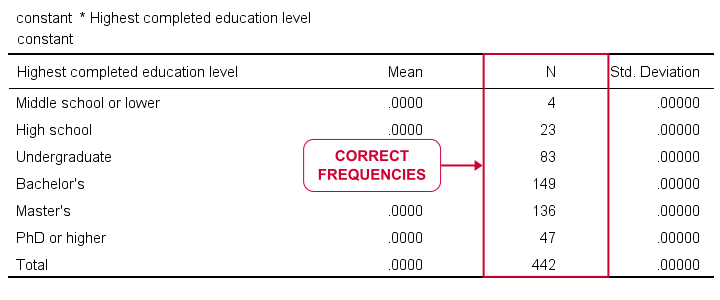 constant * Highest completed education level
constant
Highest completed education level Mean N Std. Deviation
Middle school or lower .0000 4 .00000
High school .0000 23 .00000
Undergraduate 83 .00000
CORRECT
FREQUENCIES
Bachelor's 149 .00000
Master's .0000 136 .00000
PhD or higher .0000 47 .00000
Total .0000 442 .00000